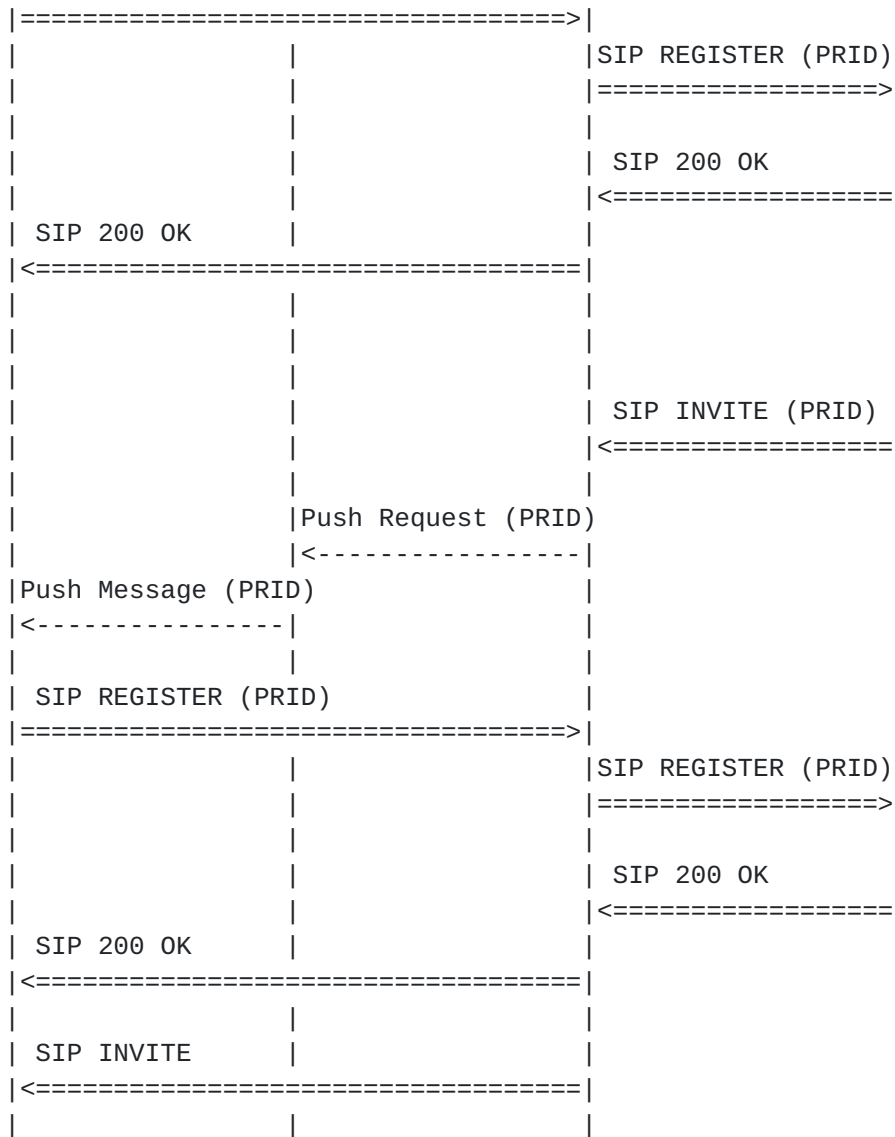 |===================================>|
|                  |                  |SIP REGISTER (PRID)
|                  |                  |==================>
|                  |                  |
|                  |                  | SIP 200 OK
|                  |                  |<==================
| SIP 200 OK       |                  |
|<===================================|
|                  |                  |
|                  |                  |
|                  |                  |
|                  |                  | SIP INVITE (PRID)
|                  |                  |<==================
|                  |                  |
|                  |Push Request (PRID)
|                  |<-----------------|
|Push Message (PRID)                  |
|<----------------|                   |
|                  |                  |
| SIP REGISTER (PRID)                 |
|===================================>|
|                  |                  |SIP REGISTER (PRID)
|                  |                  |==================>
|                  |                  |
|                  |                  | SIP 200 OK
|                  |                  |<==================
| SIP 200 OK       |                  |
|<===================================|
|                  |                  |
| SIP INVITE       |                  |
|<===================================|
|                  |                  |